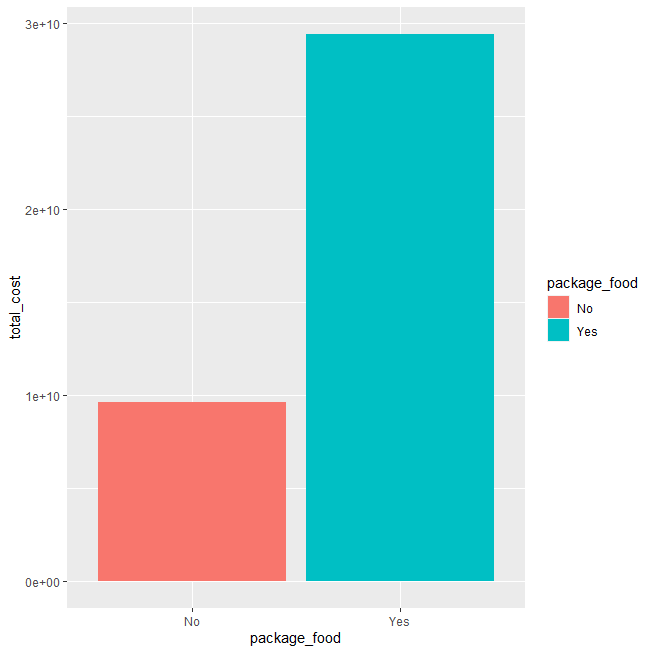 3e+10
2e+10
1e+10
0e+00
total_cost
No
Yes
package_food
package_food
No
Yes